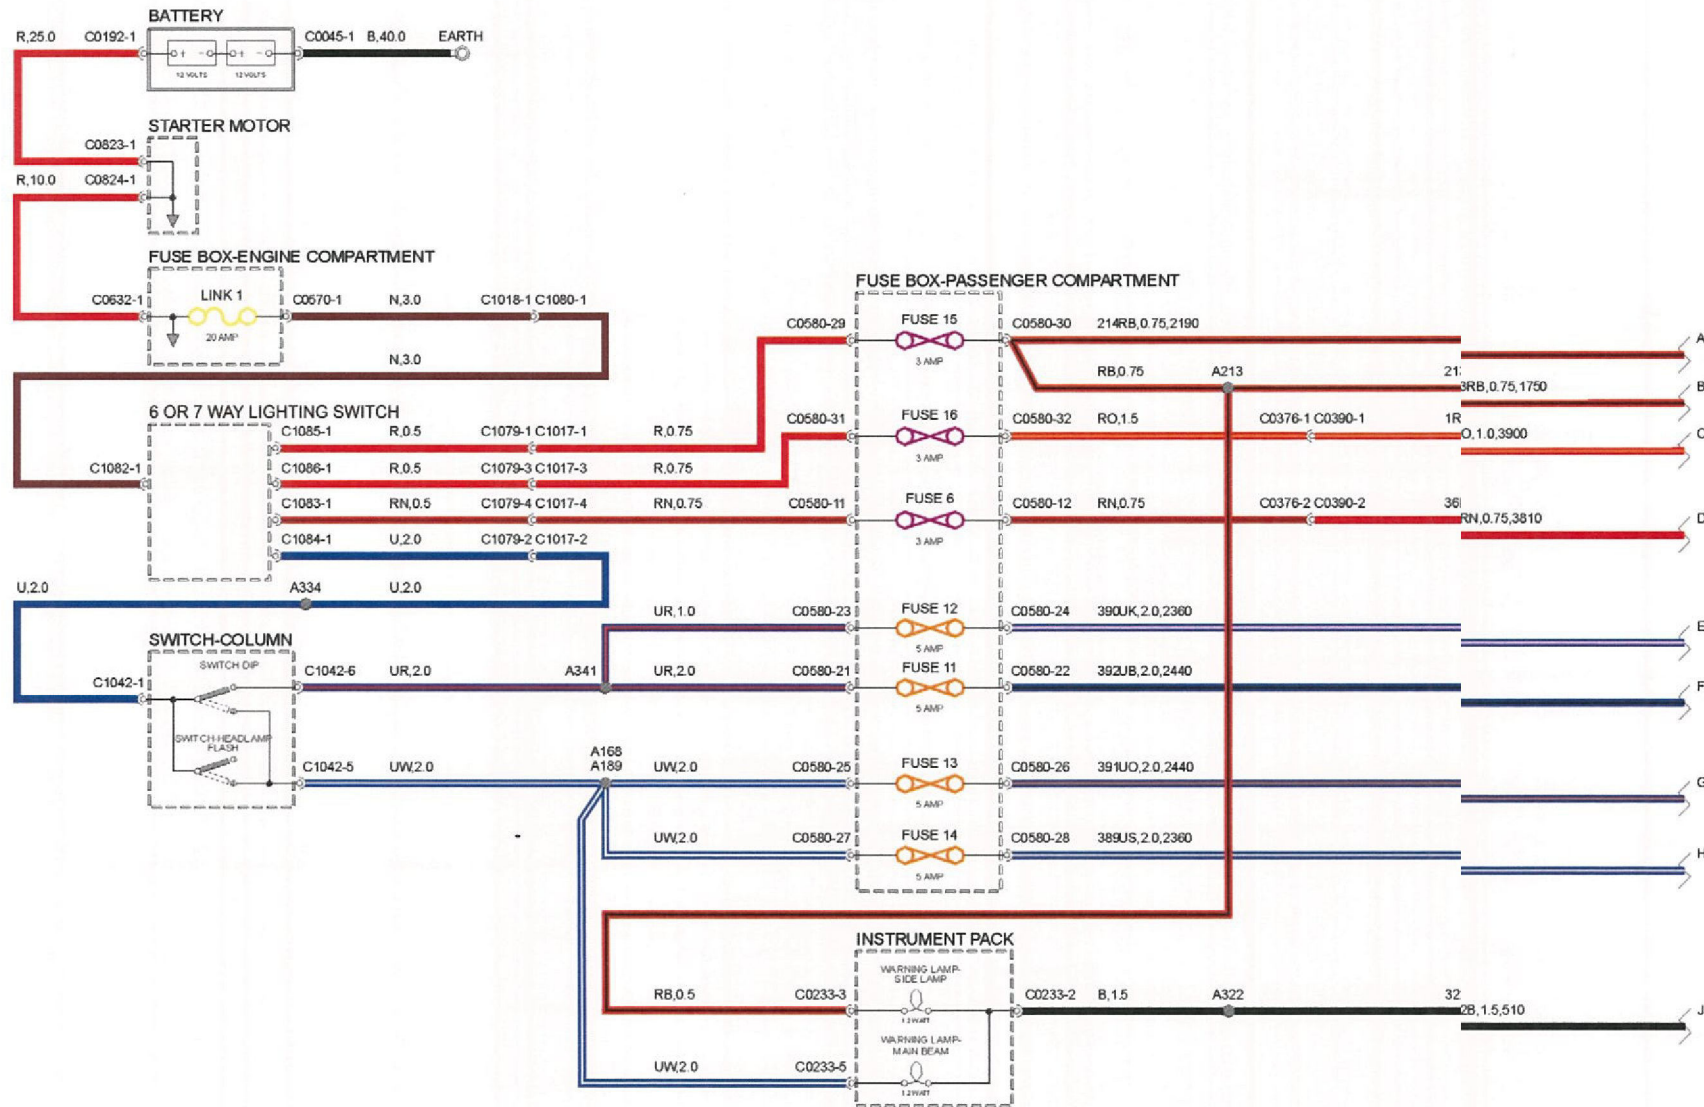 BATTERY
R,25.0 C0192-1 C0045-1 B,40.0 EARTH
12 VOLTS 12 VOLTS
STARTER MOTOR
C0823-1
R,10.0 C0824-1
FUSE BOX-ENGINE COMPARTMENT
C0632-1 LINK 1 C0570-1 N,3.0 C1018-1 C1080-1
20 AMP
N,3.0
FUSE BOX-PASSENGER COMPARTMENT
C0580-29 FUSE 15 C0580-30 214RB,0.75,2190
3 AMP
A
RB,0.75 A213 21
3RB,0.75,1750
B
6 OR 7 WAY LIGHTING SWITCH
C1085-1 R,0.5 C1079-1 C1017-1 R,0.75
C0580-31 FUSE 16 C0580-32 RO,1.5 C0376-1 C0390-1 1R
O,1.0,3900
3 AMP
C
C1082-1 C1086-1 R,0.5 C1079-3 C1017-3 R,0.75
C1083-1 RN,0.5 C1079-4 C1017-4 RN,0.75 C0580-11 FUSE 6 C0580-12 RN,0.75 C0376-2 C0390-2 36
RN,0.75,3810
3 AMP
D
C1084-1 U,2.0 C1079-2 C1017-2
U,2.0 A334 U,2.0
UR,1.0 C0580-23 FUSE 12 C0580-24 390UK,2.0,2360
5 AMP
E
SWITCH-COLUMN
SWITCH DIP
C1042-1 C1042-6 UR,2.0 A341 UR,2.0 C0580-21 FUSE 11 C0580-22 392UB,2.0,2440
5 AMP
F
SWITCH-HEADLAMP
FLASH
A168
A189
C1042-5 UW,2.0 UW,2.0 C0580-25 FUSE 13 C0580-26 391UO,2.0,2440
5 AMP
G
UW,2.0 C0580-27 FUSE 14 C0580-28 389US,2.0,2360
5 AMP
H
INSTRUMENT PACK
WARNING LAMP-
SIDE LAMP
RB,0.5 C0233-3 C0233-2 B,1.5 A322 32
2B,1.5,510
1.2 WATT
J
WARNING LAMP-
MAIN BEAM
UW,2.0 C0233-5
1.2 WATT